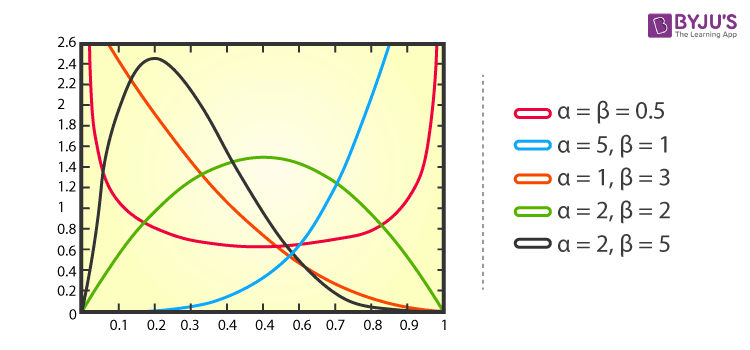 BYJU'S
The Learning App
2.6
2.4
2.2
2
1.8
1.6
1.4
1.2
1
0.8
0.6
0.4
0.2
0
0.1 0.2 0.3 0.4 0.4 0.6 0.7 0.8 0.9 1
α = β = 0.5
α = 5, β = 1
α = 1, β = 3
α = 2, β = 2
α = 2, β = 5